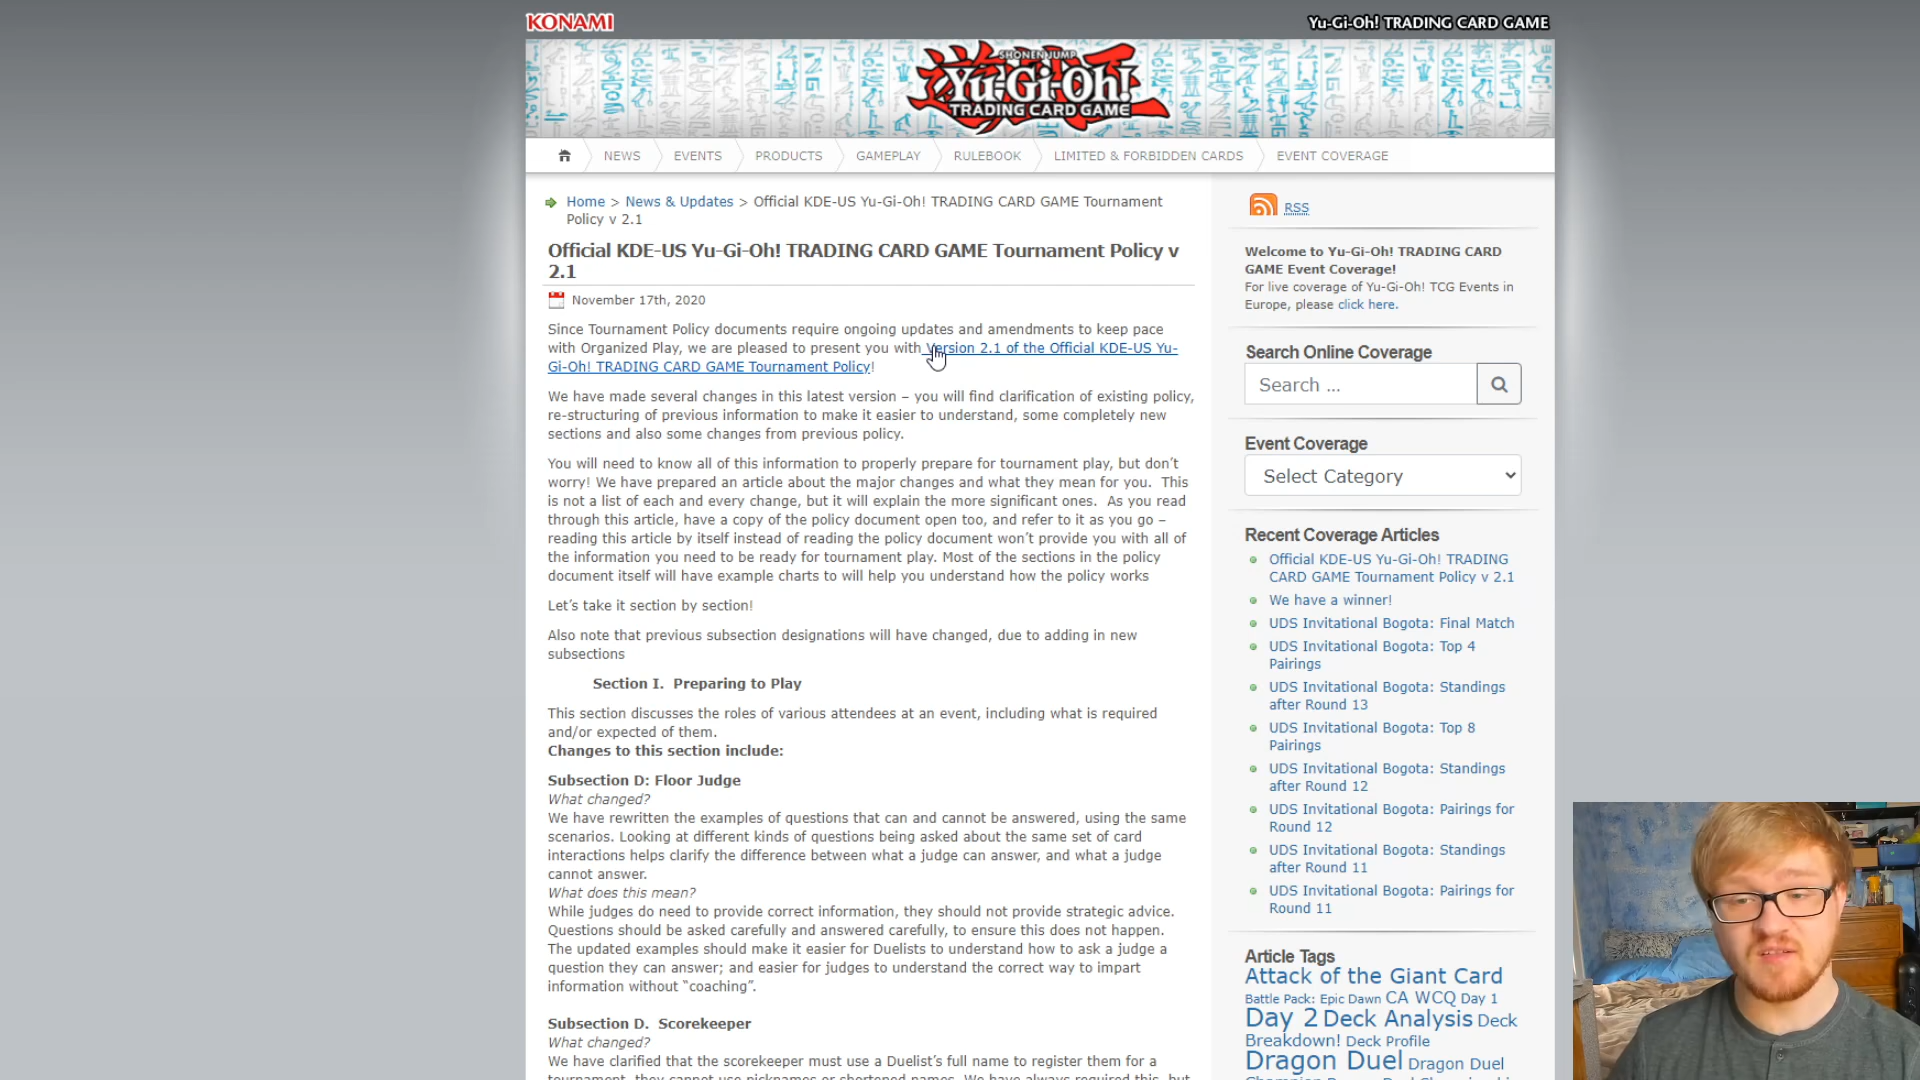 KONAMI
Yu-Gi-Oh! TRADING CARD GAME
SHONEN JUMP
Yu-Gi-Oh!
TRADING CARD GAME
NEWS
EVENTS
PRODUCTS
GAMEPLAY
RULEBOOK
LIMITED & FORBIDDEN CARDS
EVENT COVERAGE
Home > News & Updates > Official KDE-US Yu-Gi-Oh! TRADING CARD GAME Tournament
Policy v 2.1
Official KDE-US Yu-Gi-Oh! TRADING CARD GAME Tournament Policy v
2.1
November 17th, 2020
Since Tournament Policy documents require ongoing updates and amendments to keep pace
with Organized Play, we are pleased to present you with Version 2.1 of the Official KDE-US Yu-
Gi-Oh! TRADING CARD GAME Tournament Policy!
We have made several changes in this latest version – you will find clarification of existing policy,
re-structuring of previous information to make it easier to understand, some completely new
sections and also some changes from previous policy.
You will need to know all of this information to properly prepare for tournament play, but don't
worry! We have prepared an article about the major changes and what they mean for you. This
is not a list of each and every change, but it will explain the more significant ones. As you read
through this article, have a copy of the policy document open too, and refer to it as you go –
reading this article by itself instead of reading the policy document won't provide you with all of
the information you need to be ready for tournament play. Most of the sections in the policy
document itself will have example charts to will help you understand how the policy works
Let's take it section by section!
Also note that previous subsection designations will have changed, due to adding in new
subsections
Section I. Preparing to Play
This section discusses the roles of various attendees at an event, including what is required
and/or expected of them.
Changes to this section include:
Subsection D: Floor Judge
What changed?
We have rewritten the examples of questions that can and cannot be answered, using the same
scenarios. Looking at different kinds of questions being asked about the same set of card
interactions helps clarify the difference between what a judge can answer, and what a judge
cannot answer.
What does this mean?
While judges do need to provide correct information, they should not provide strategic advice.
Questions should be asked carefully and answered carefully, to ensure this does not happen.
The updated examples should make it easier for Duelists to understand how to ask a judge a
question they can answer; and easier for judges to understand the correct way to impart
information without "coaching".
Subsection D. Scorekeeper
What changed?
We have clarified that the scorekeeper must use a Duelist's full name to register them for a
tournament, they cannot use nicknames or shortened names. We have always required this, but
RSS
Welcome to Yu-Gi-Oh! TRADING CARD
GAME Event Coverage!
For live coverage of Yu-Gi-Oh! TCG Events in
Europe, please click here.
Search Online Coverage
Search ...
Event Coverage
Select Category
Recent Coverage Articles
Official KDE-US Yu-Gi-Oh! TRADING
CARD GAME Tournament Policy v 2.1
We have a winner!
UDS Invitational Bogota: Final Match
UDS Invitational Bogota: Top 4
Pairings
UDS Invitational Bogota: Standings
after Round 13
UDS Invitational Bogota: Top 8
Pairings
UDS Invitational Bogota: Standings
after Round 12
UDS Invitational Bogota: Pairings for
Round 12
UDS Invitational Bogota: Standings
after Round 11
UDS Invitational Bogota: Pairings for
Round 11
Article Tags
Attack of the Giant Card
Battle Pack: Epic Dawn CA WCQ Day 1
Day 2 Deck Analysis Deck
Breakdown! Deck Profile
Dragon Duel Dragon Duel